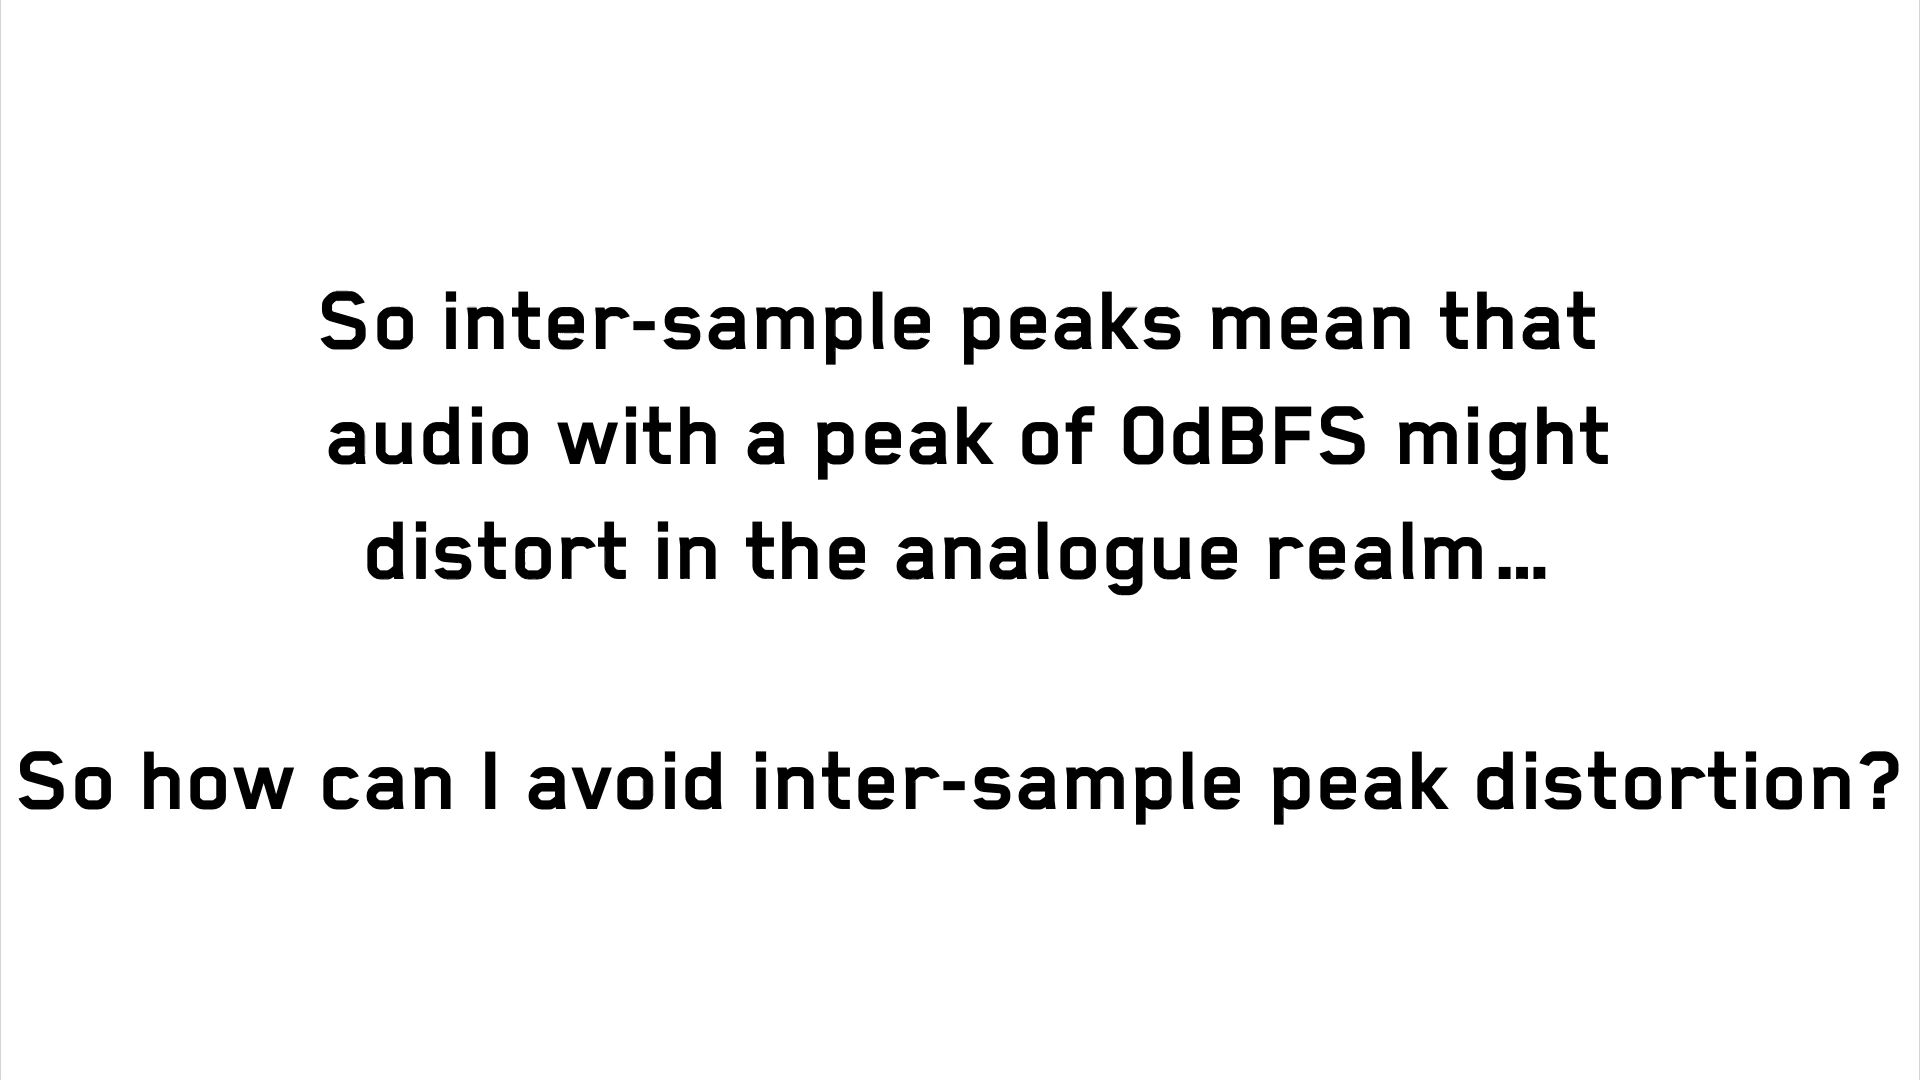 So inter-sample peaks mean that
audio with a peak of 0dBFS might
distort in the analogue realm...
So how can I avoid inter-sample peak distortion?